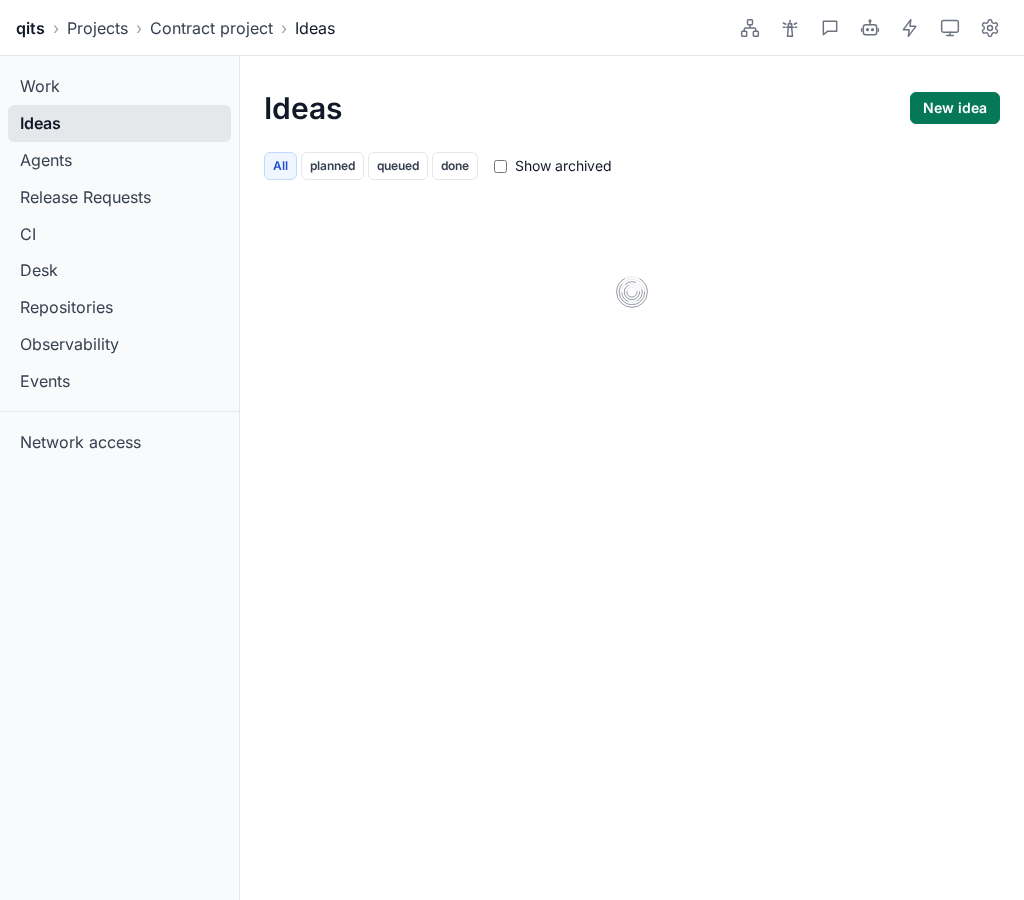 qits › Projects › Contract project › Ideas
Work
Ideas
Agents
Release Requests
CI
Desk
Repositories
Observability
Events
Network access
Ideas
New idea
All planned queued done Show archived